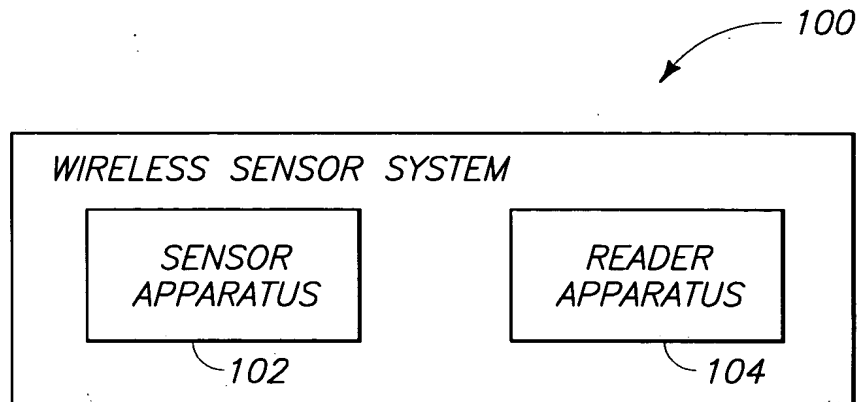 100
WIRELESS SENSOR SYSTEM
SENSOR
APPARATUS
READER
APPARATUS
102
104